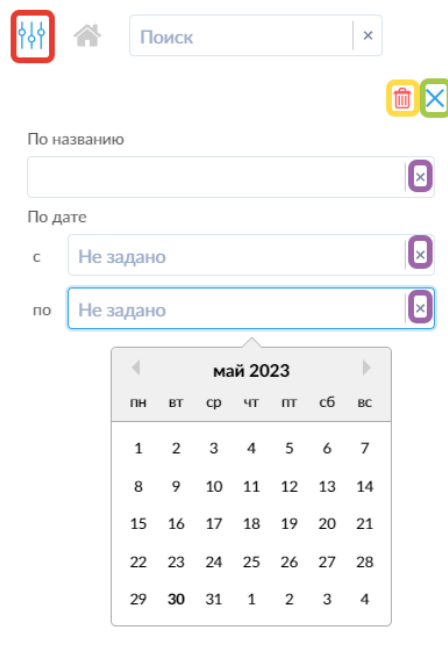 Поиск
По названию
По дате
с Не задано
по Не задано
май 2023
пн вт ср чт пт сб вс
1 2 3 4 5 6 7
8 9 10 11 12 13 14
15 16 17 18 19 20 21
22 23 24 25 26 27 28
29 30 31 1 2 3 4